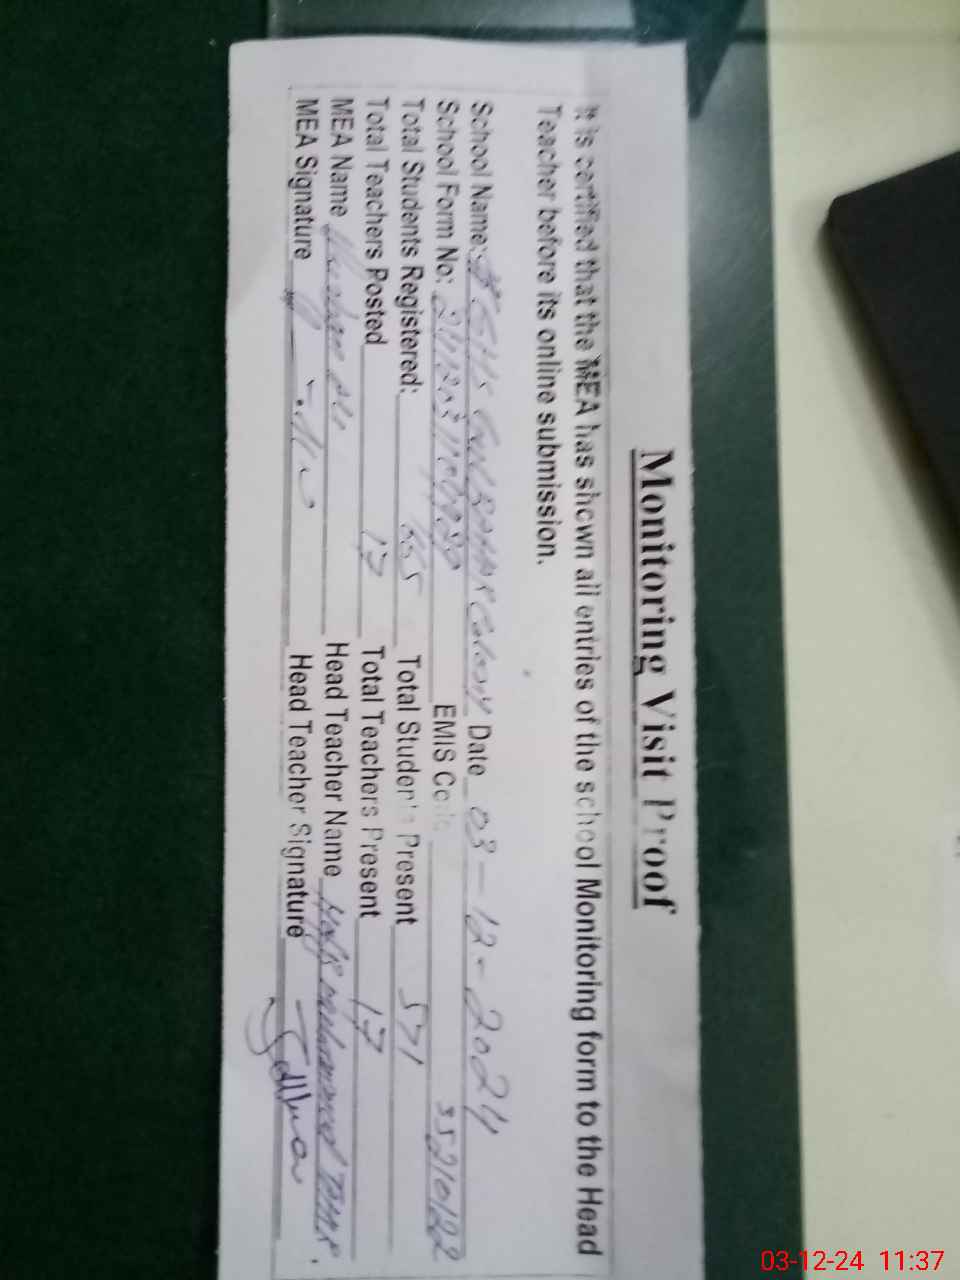 Monitoring Visit Proof
It is certified that the MEA has shown all entries of the school Monitoring form to the Head
Teacher before its online submission.
School Name: Colony Date 03-12-2024
School Form No: EMIS Code 35210122
Total Students Registered: 665 Total Students Present 571
Total Teachers Posted 17 Total Teachers Present 17
MEA Name Head Teacher Name
MEA Signature Head Teacher Signature
03-12-24 11:37